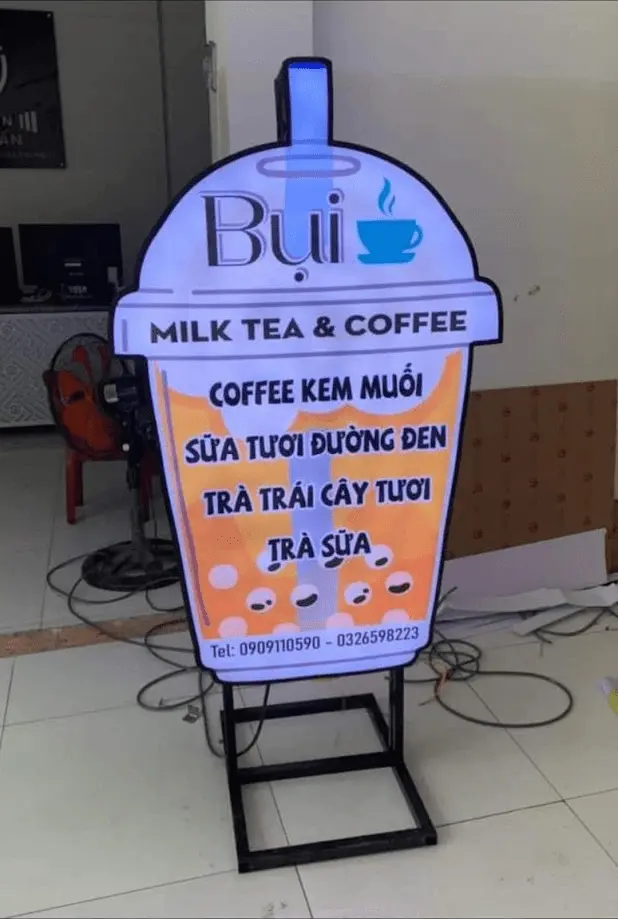 Bụi
MILK TEA & COFFEE
COFFEE KEM MUỐI
SỮA TƯƠI ĐƯỜNG ĐEN
TRÀ TRÁI CÂY TƯƠI
TRÀ SỮA
Tel: 0909110590 - 0326598223